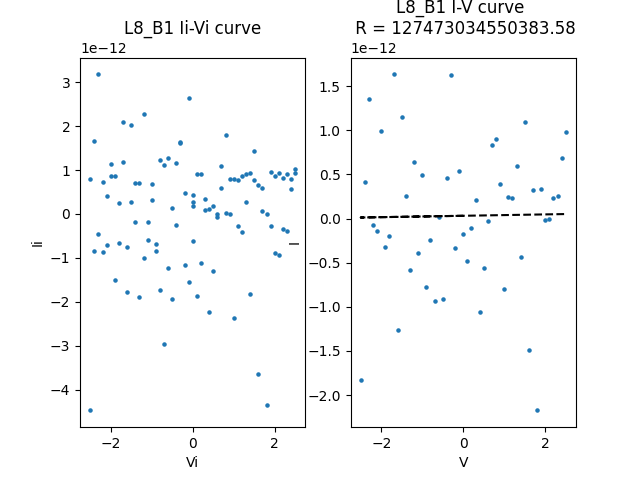 L8_B1 Ii-Vi curve
1e−12
3
2
1
0
−1
−2
−3
−4
Ii
−2
0
2
Vi
L8_B1 I-V curve
R = 127473034550383.58
1e−12
1.5
1.0
0.5
0.0
−0.5
−1.0
−1.5
−2.0
I
−2
0
2
V